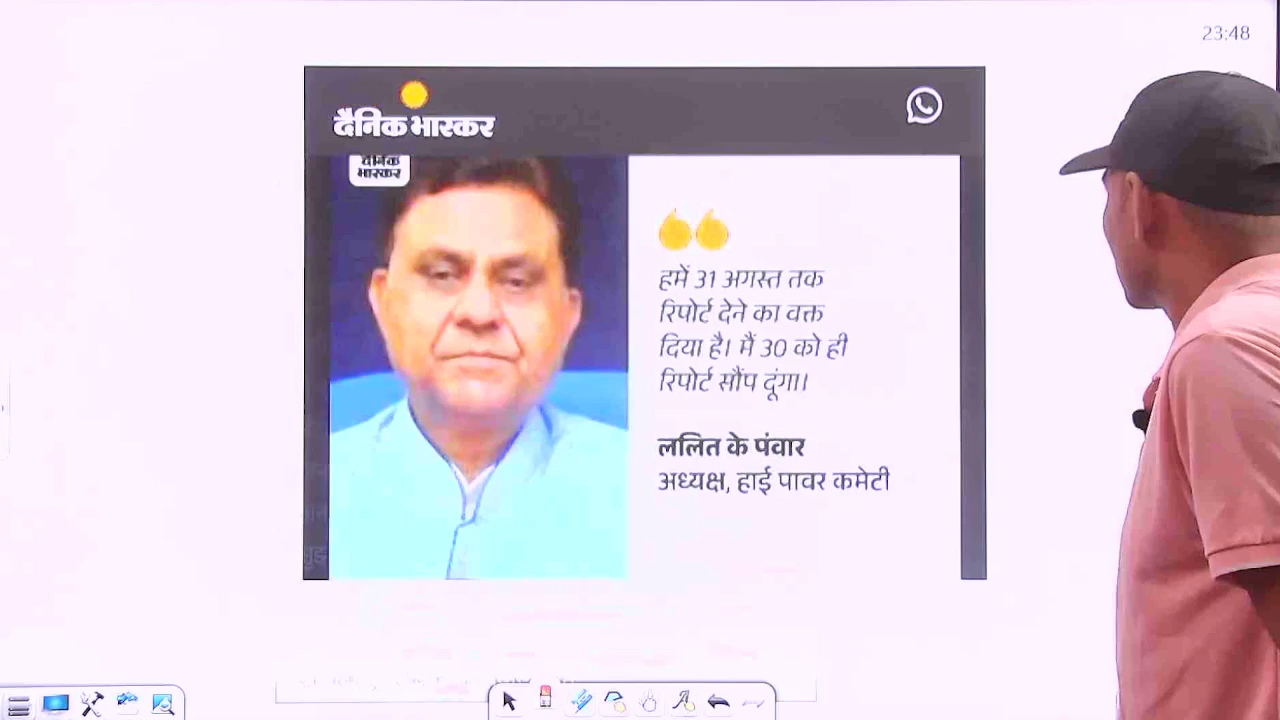 23:48
दैनिक भास्कर
दैनिक
भास्कर
हमें 31 अगस्त तक
रिपोर्ट देने का वक्त
दिया है। मैं 30 को ही
रिपोर्ट सौंप दूंगा।
ललित के पंवार
अध्यक्ष, हाई पावर कमेटी